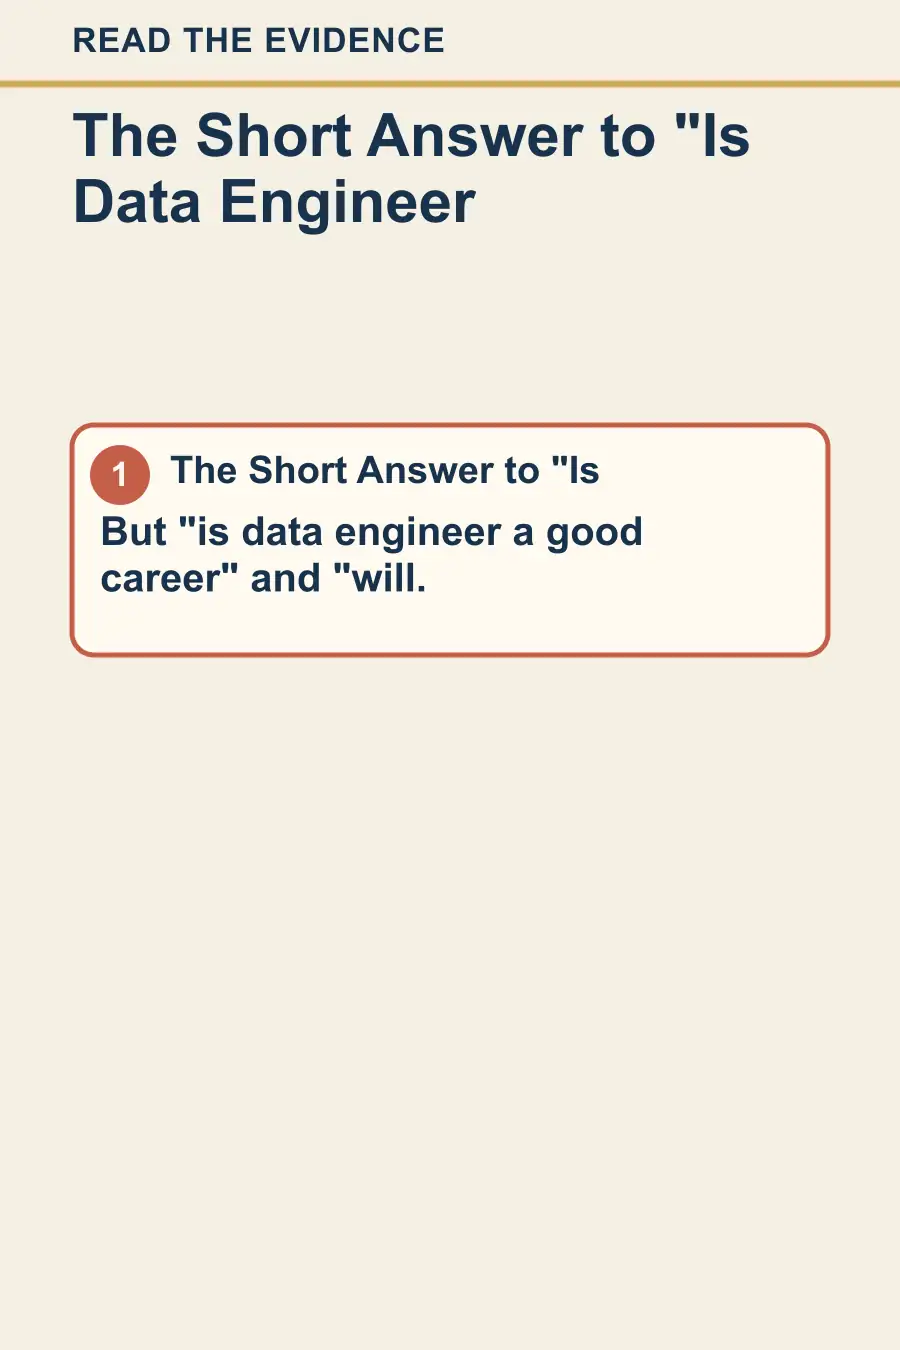 READ THE EVIDENCE
The Short Answer to "Is
Data Engineer
1 The Short Answer to "Is
But "is data engineer a good
career" and "will.